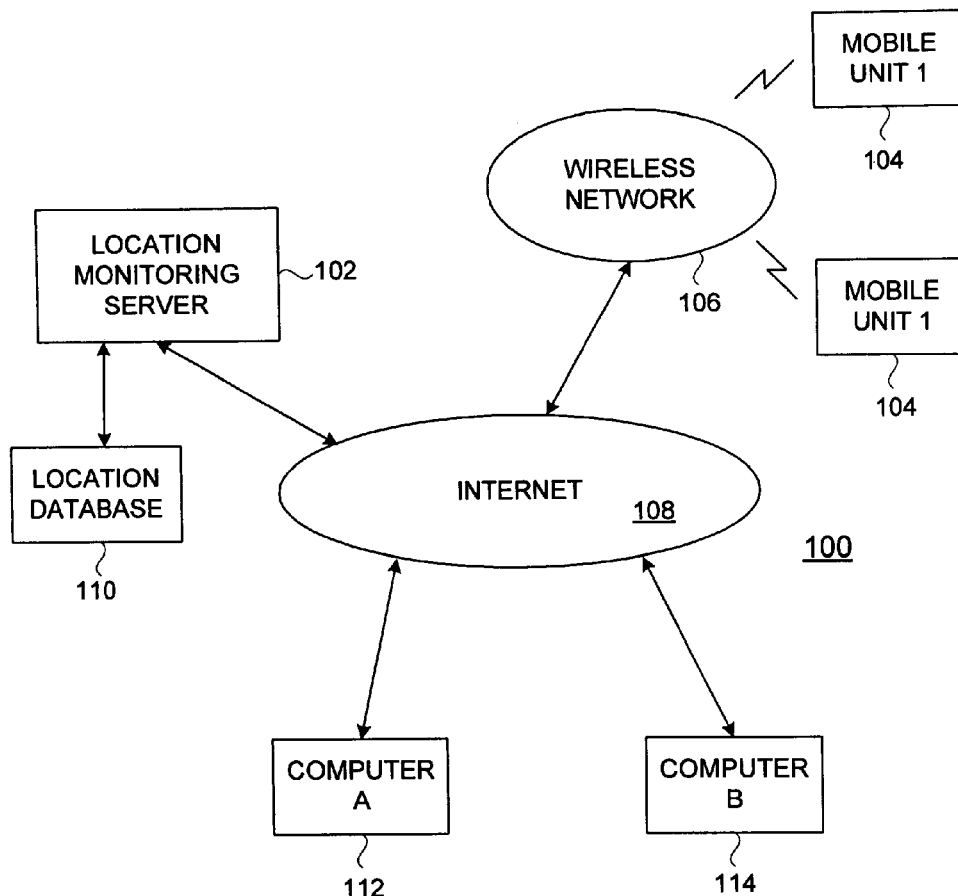 MOBILE
UNIT 1
104
WIRELESS
NETWORK
106
LOCATION
MONITORING
SERVER
102
MOBILE
UNIT 1
104
LOCATION
DATABASE
110
INTERNET
108
100
COMPUTER
A
112
COMPUTER
B
114